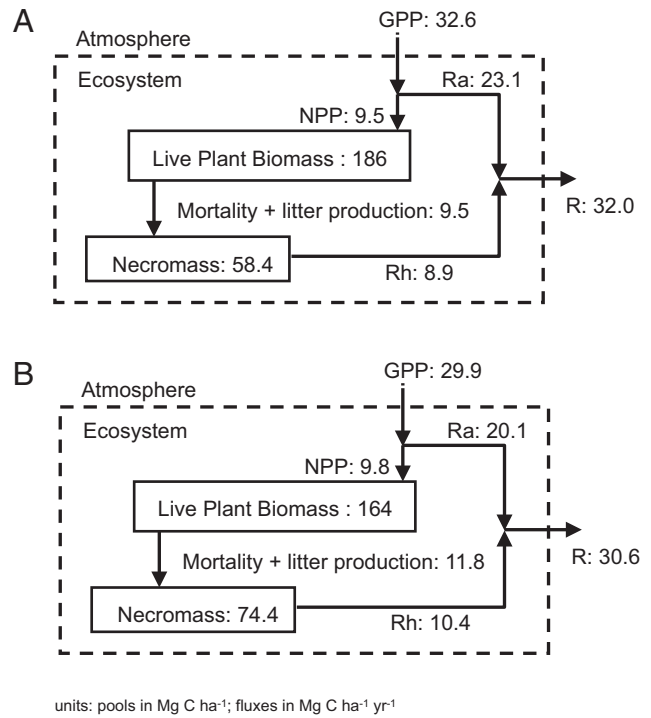 A
GPP: 32.6
Atmosphere
Ecosystem
Ra: 23.1
NPP: 9.5
Live Plant Biomass : 186
Mortality + litter production: 9.5
R: 32.0
Necromass: 58.4
Rh: 8.9
B
GPP: 29.9
Atmosphere
Ecosystem
Ra: 20.1
NPP: 9.8
Live Plant Biomass : 164
Mortality + litter production: 11.8
R: 30.6
Necromass: 74.4
Rh: 10.4
units: pools in Mg C ha⁻¹; fluxes in Mg C ha⁻¹ yr⁻¹